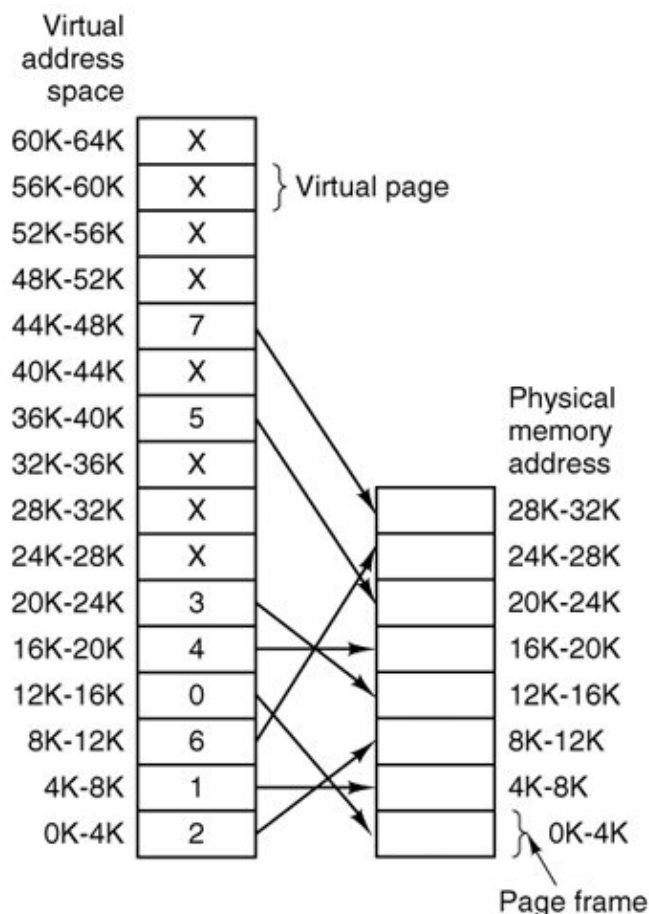 Virtual
address
space
60K-64K X
56K-60K X Virtual page
52K-56K X
48K-52K X
44K-48K 7
40K-44K X
36K-40K 5
Physical
memory
address
32K-36K X
28K-32K X 28K-32K
24K-28K X 24K-28K
20K-24K 3 20K-24K
16K-20K 4 16K-20K
12K-16K 0 12K-16K
8K-12K 6 8K-12K
4K-8K 1 4K-8K
0K-4K 2 0K-4K
Page frame